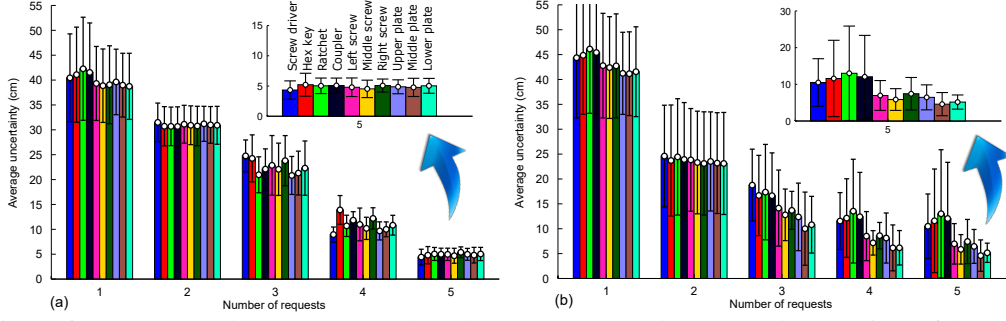 55
50
45
40
35
30
25
20
15
10
5
0
Average uncertainty (cm)
15
10
5
0
Screw driver
Hex key
Ratchet
Coupler
Left screw
Middle screw
Right screw
Upper plate
Middle plate
Lower plate
5
(a)
1 2 3 4 5
Number of requests
55
50
45
40
35
30
25
20
15
10
5
0
Average uncertainty (cm)
30
20
10
0
5
(b)
1 2 3 4 5
Number of requests